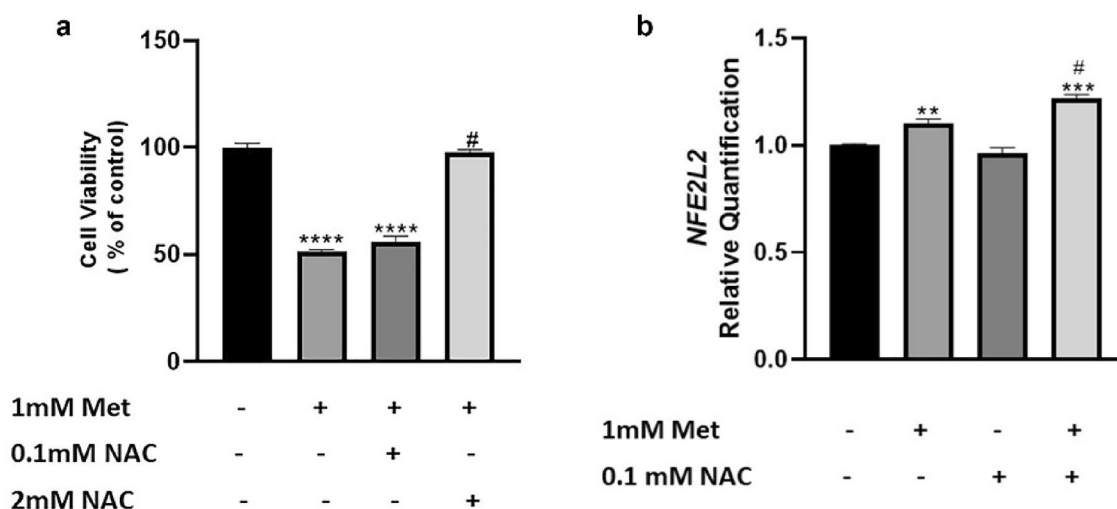 a
150
100
50
0
Cell Viability
( % of control)
****
****
#
1mM Met - + + +
0.1mM NAC - - + -
2mM NAC - - - +
b
1.5
1.0
0.5
0.0
NFE2L2
Relative Quantification
**
#
***
1mM Met - + - +
0.1 mM NAC - - + +